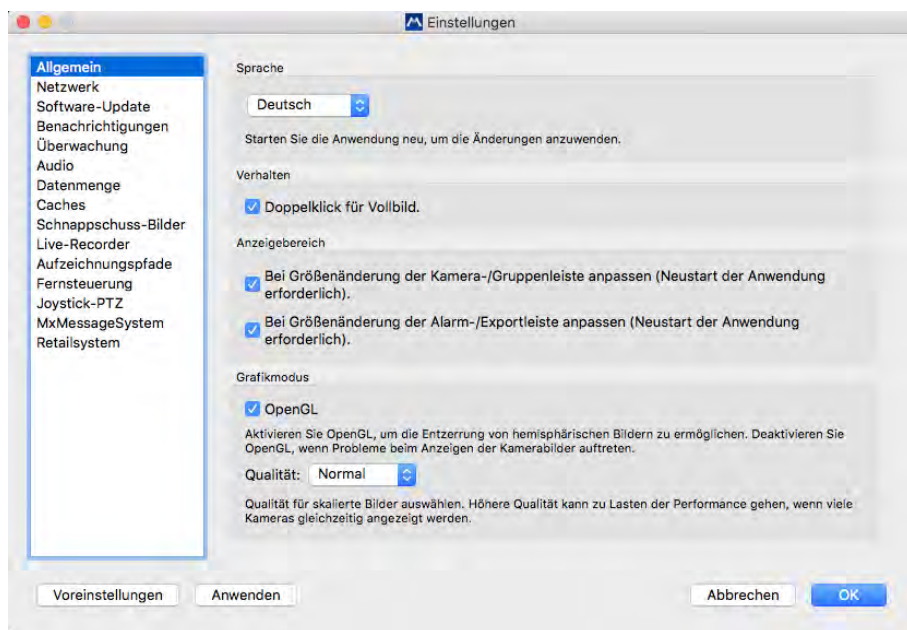 Einstellungen
Allgemein
Netzwerk
Software-Update
Benachrichtigungen
Überwachung
Audio
Datenmenge
Caches
Schnappschuss-Bilder
Live-Recorder
Aufzeichnungspfade
Fernsteuerung
Joystick-PTZ
MxMessageSystem
Retailsystem
Sprache
Deutsch
Starten Sie die Anwendung neu, um die Änderungen anzuwenden.
Verhalten
Doppelklick für Vollbild.
Anzeigebereich
Bei Größenänderung der Kamera-/Gruppenleiste anpassen (Neustart der Anwendung
erforderlich).
Bei Größenänderung der Alarm-/Exportleiste anpassen (Neustart der Anwendung
erforderlich).
Grafikmodus
OpenGL
Aktivieren Sie OpenGL, um die Entzerrung von hemisphärischen Bildern zu ermöglichen. Deaktivieren Sie
OpenGL, wenn Probleme beim Anzeigen der Kamerabilder auftreten.
Qualität: Normal
Qualität für skalierte Bilder auswählen. Höhere Qualität kann zu Lasten der Performance gehen, wenn viele
Kameras gleichzeitig angezeigt werden.
Voreinstellungen Anwenden Abbrechen OK